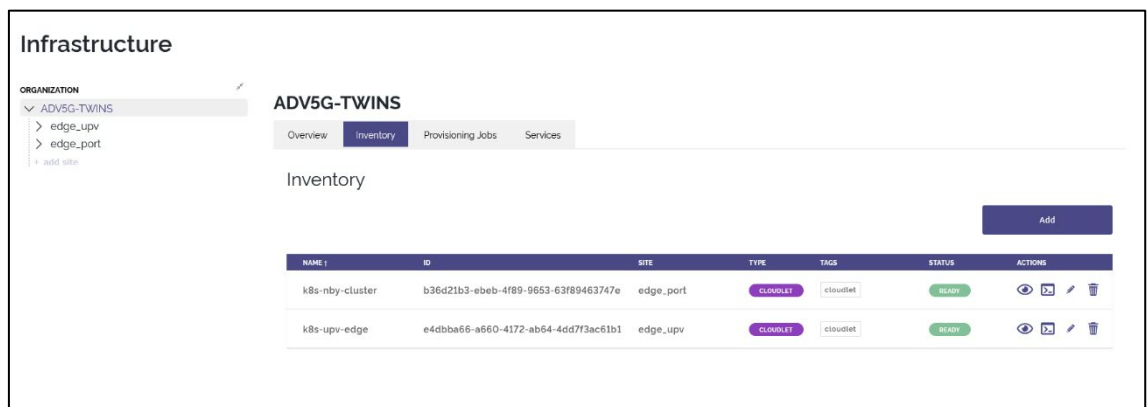 Infrastructure
ORGANIZATION
ADV5G-TWINS
edge_upv
edge_port
+ add site
ADV5G-TWINS
Overview Inventory Provisioning Jobs Services
Inventory
Add
NAME ↑ ID SITE TYPE TAGS STATUS ACTIONS
k8s-nby-cluster b36d21b3-ebeb-4f89-9653-63f89463747e edge_port CLOUDLET cloudlet READY
k8s-upv-edge e4dbba66-a660-4172-ab64-4dd7f3ac61b1 edge_upv CLOUDLET cloudlet READY